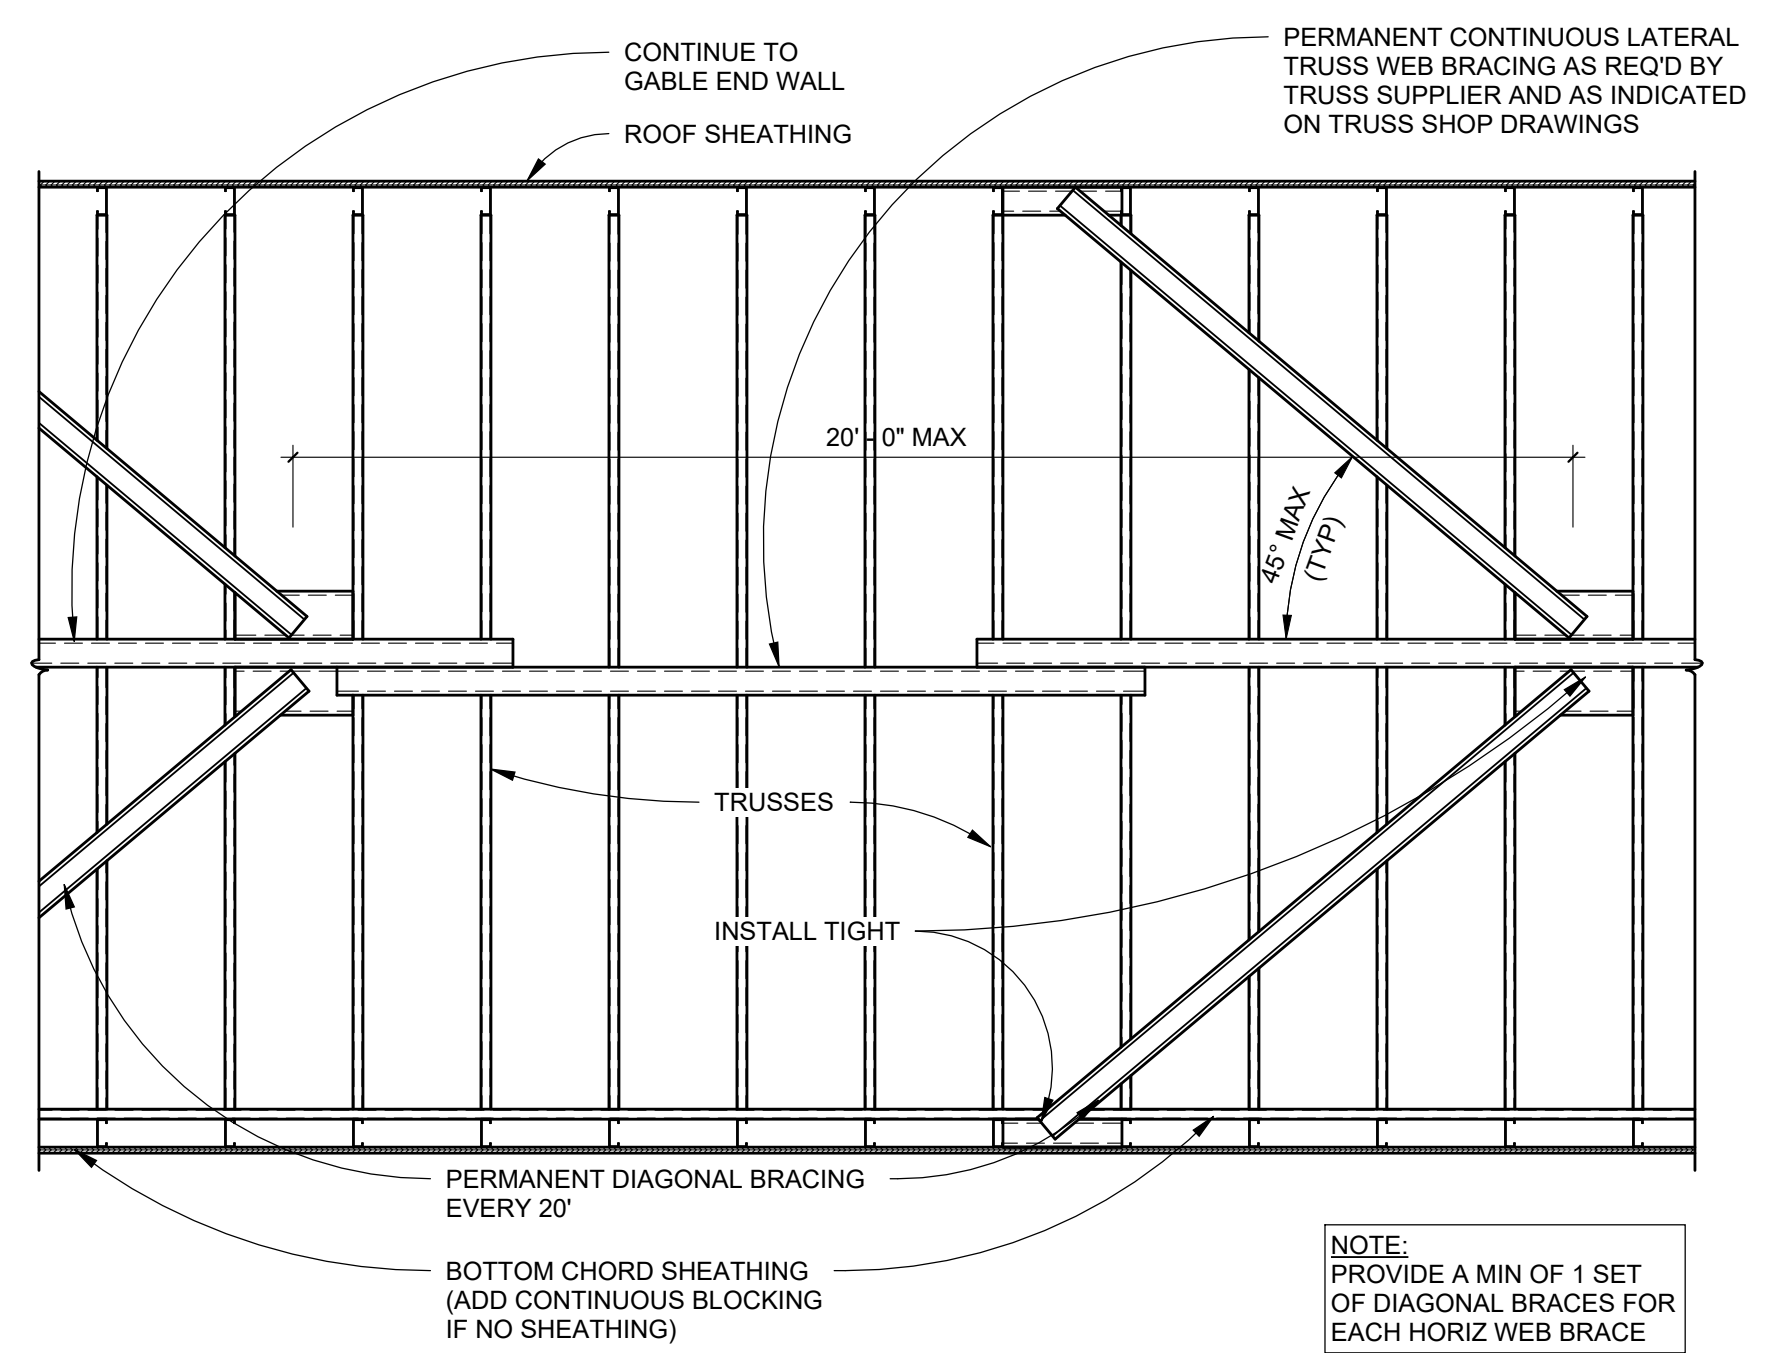 CONTINUE TO
GABLE END WALL
ROOF SHEATHING
PERMANENT CONTINUOUS LATERAL
TRUSS WEB BRACING AS REQ'D BY
TRUSS SUPPLIER AND AS INDICATED
ON TRUSS SHOP DRAWINGS
20' - 0" MAX
45° MAX
(TYP)
TRUSSES
INSTALL TIGHT
PERMANENT DIAGONAL BRACING
EVERY 20'
BOTTOM CHORD SHEATHING
(ADD CONTINUOUS BLOCKING
IF NO SHEATHING)
NOTE:
PROVIDE A MIN OF 1 SET
OF DIAGONAL BRACES FOR
EACH HORIZ WEB BRACE